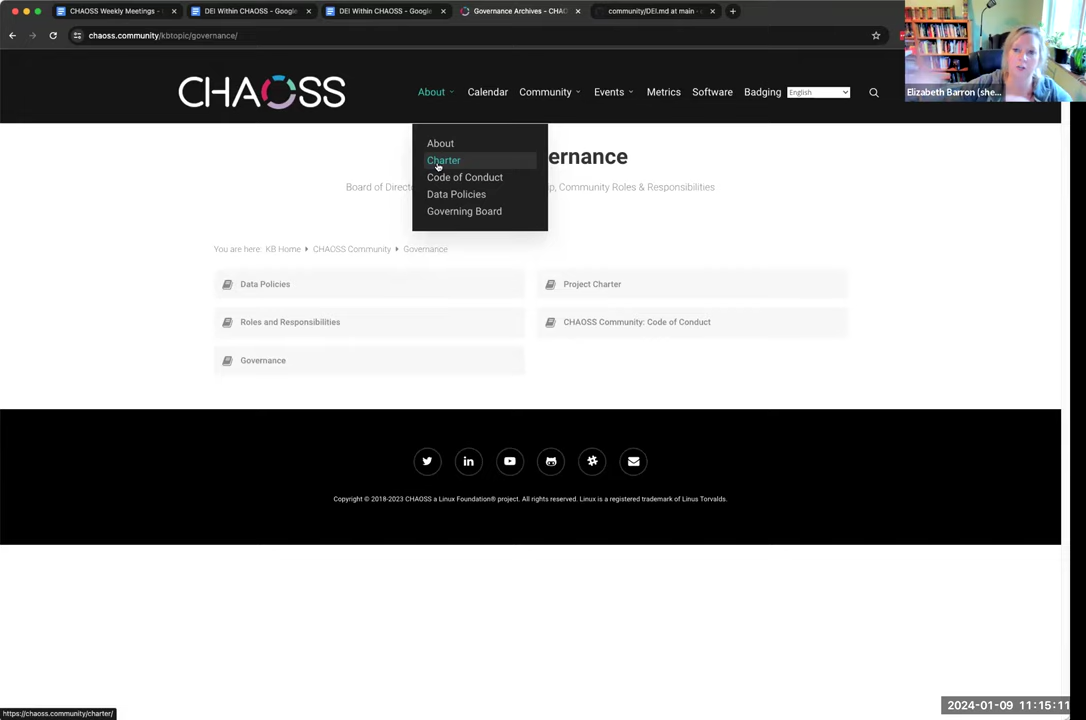 CHAOSS Weekly Meetings -
DEI Within CHAOSS - Google
DEI Within CHAOSS - Google
Governance Archives - CHAO
community/DEI.md at main -
chaoss.community/kbtopic/governance/
CHAOSS
About
Calendar
Community
Events
Metrics
Software
Badging
English
Elizabeth Barron (she...
About
Charter
Code of Conduct
Data Policies
Governing Board
ernance
Board of Direct p, Community Roles & Responsibilities
You are here: KB Home CHAOSS Community Governance
Data Policies
Project Charter
Roles and Responsibilities
CHAOSS Community: Code of Conduct
Governance
Copyright © 2018-2023 CHAOSS a Linux Foundation® project. All rights reserved. Linux is a registered trademark of Linus Torvalds.
https://chaoss.community/charter/
2024-01-09 11:15:11